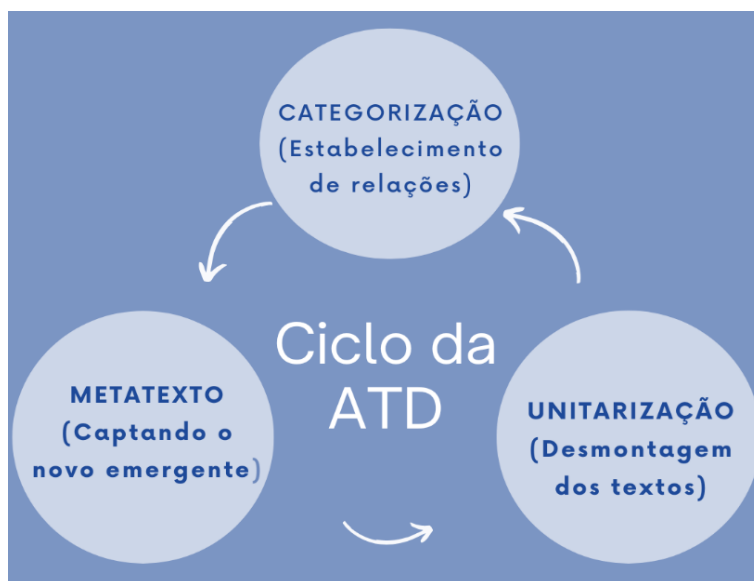 CATEGORIZAÇÃO
(Estabelecimento
de relações)
Ciclo da
ATD
METATEXTO
(Captando o
novo emergente)
UNITARIZAÇÃO
(Desmontagem
dos textos)